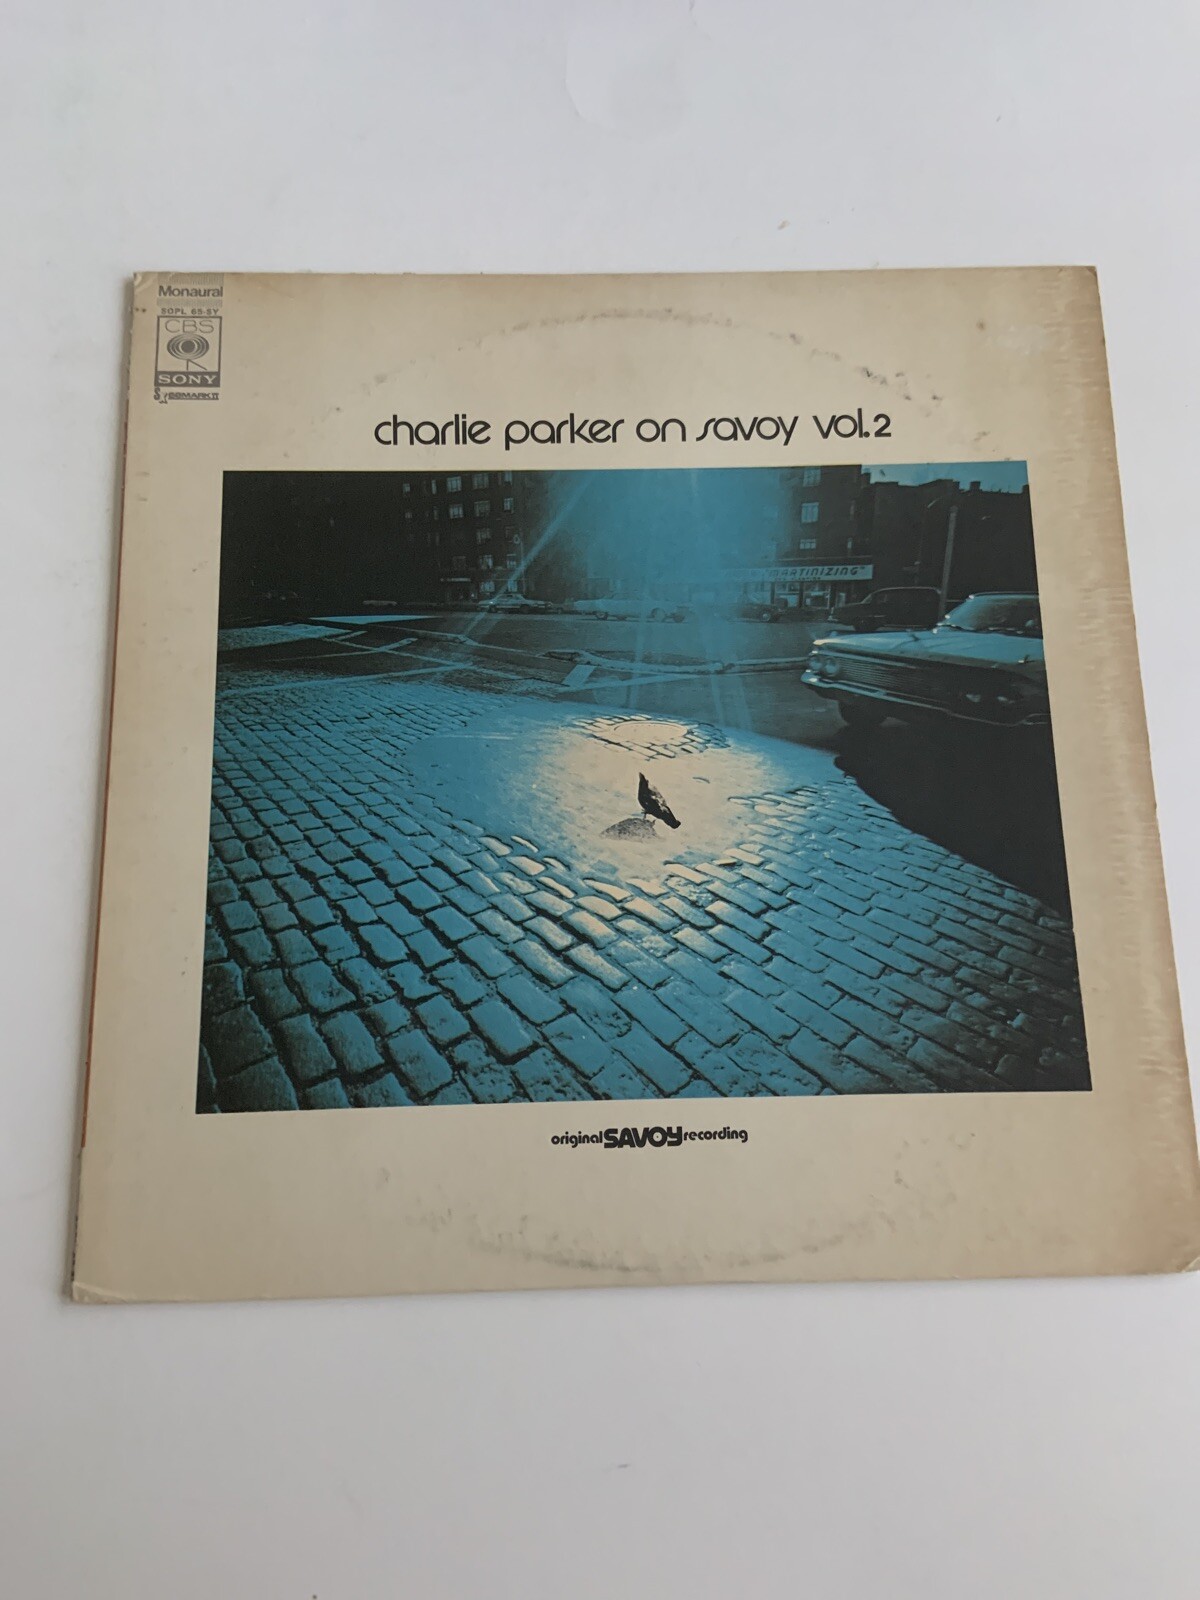 Monaural
SOPL 65-SY
CBS
SONY
charlie parker on savoy vol.2
MARTINIZING"
original SAVOY recording